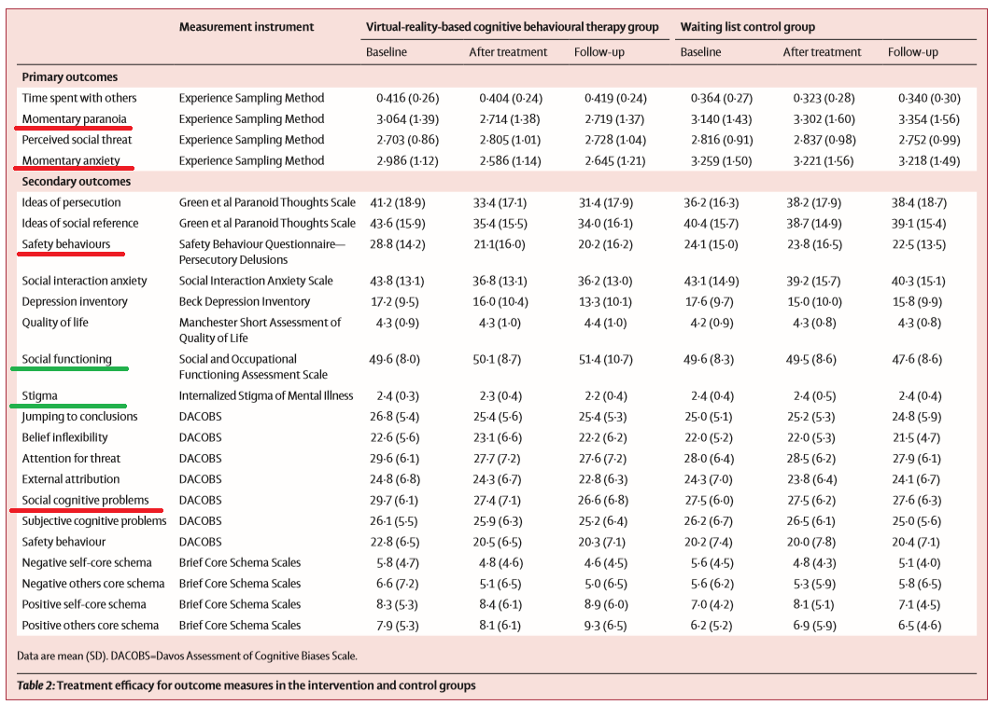 Measurement instrument Virtual-reality-based cognitive behavioural therapy group Waiting list control group
Baseline After treatment Follow-up Baseline After treatment Follow-up
Primary outcomes
Time spent with others Experience Sampling Method 0·416 (0·26) 0·404 (0·24) 0·419 (0·24) 0·364 (0·27) 0·323 (0·28) 0·340 (0·30)
Momentary paranoia Experience Sampling Method 3·064 (1·39) 2·714 (1·38) 2·719 (1·37) 3·140 (1·43) 3·302 (1·60) 3·354 (1·56)
Perceived social threat Experience Sampling Method 2·703 (0·86) 2·805 (1·01) 2·728 (1·04) 2·816 (0·91) 2·837 (0·98) 2·752 (0·99)
Momentary anxiety Experience Sampling Method 2·986 (1·12) 2·586 (1·14) 2·645 (1·21) 3·259 (1·50) 3·221 (1·56) 3·218 (1·49)
Secondary outcomes
Ideas of persecution Green et al Paranoid Thoughts Scale 41·2 (18·9) 33·4 (17·1) 31·4 (17·9) 36·2 (16·3) 38·2 (17·9) 38·4 (18·7)
Ideas of social reference Green et al Paranoid Thoughts Scale 43·6 (15·9) 35·4 (15·5) 34·0 (16·1) 40·4 (15·7) 38·7 (14·9) 39·1 (15·4)
Safety behaviours Safety Behaviour Questionnaire— 28·8 (14·2) 21·1(16·0) 20·2 (16·2) 24·1 (15·0) 23·8 (16·5) 22·5 (13·5)
Persecutory Delusions
Social interaction anxiety Social Interaction Anxiety Scale 43·8 (13·1) 36·8 (13·1) 36·2 (13·0) 43·1 (14·9) 39·2 (15·7) 40·3 (15·1)
Depression inventory Beck Depression Inventory 17·2 (9·5) 16·0 (10·4) 13·3 (10·1) 17·6 (9·7) 15·0 (10·0) 15·8 (9·9)
Quality of life Manchester Short Assessment of 4·3 (0·9) 4·3 (1·0) 4·4 (1·0) 4·2 (0·9) 4·3 (0·8) 4·3 (0·8)
Quality of Life
Social functioning Social and Occupational 49·6 (8·0) 50·1 (8·7) 51·4 (10·7) 49·6 (8·3) 49·5 (8·6) 47·6 (8·6)
Functioning Assessment Scale
Stigma Internalized Stigma of Mental Illness 2·4 (0·3) 2·3 (0·4) 2·2 (0·4) 2·4 (0·4) 2·4 (0·5) 2·4 (0·4)
Jumping to conclusions DACOBS 26·8 (5·4) 25·4 (5·6) 25·4 (5·3) 25·0 (5·1) 25·2 (5·3) 24·8 (5·9)
Belief inflexibility DACOBS 22·6 (5·6) 23·1 (6·6) 22·2 (6·2) 22·0 (5·2) 22·0 (5·3) 21·5 (4·7)
Attention for threat DACOBS 29·6 (6·1) 27·7 (7·2) 27·6 (7·2) 28·0 (6·4) 28·5 (6·2) 27·9 (6·1)
External attribution DACOBS 24·8 (6·8) 24·3 (6·7) 22·8 (6·3) 24·3 (7·0) 23·8 (6·4) 24·1 (6·7)
Social cognitive problems DACOBS 29·7 (6·1) 27·4 (7·1) 26·6 (6·8) 27·5 (6·0) 27·5 (6·2) 27·6 (6·3)
Subjective cognitive problems DACOBS 26·1 (5·5) 25·9 (6·3) 25·2 (6·4) 26·2 (6·7) 26·5 (6·1) 25·0 (5·6)
Safety behaviour DACOBS 22·8 (6·5) 20·5 (6·5) 20·3 (7·1) 20·2 (7·4) 20·0 (7·8) 20·4 (7·1)
Negative self-core schema Brief Core Schema Scales 5·8 (4·7) 4·8 (4·6) 4·6 (4·5) 5·6 (4·5) 4·8 (4·3) 5·1 (4·0)
Negative others core schema Brief Core Schema Scales 6·6 (7·2) 5·1 (6·5) 5·0 (6·5) 5·6 (6·2) 5·3 (5·9) 5·8 (6·5)
Positive self-core schema Brief Core Schema Scales 8·3 (5·3) 8·4 (6·1) 8·9 (6·0) 7·0 (4·2) 8·1 (5·1) 7·1 (4·5)
Positive others core schema Brief Core Schema Scales 7·9 (5·3) 8·1 (6·1) 9·3 (6·5) 6·2 (5·2) 6·9 (5·9) 6·5 (4·6)
Data are mean (SD). DACOBS=Davos Assessment of Cognitive Biases Scale.
Table 2: Treatment efficacy for outcome measures in the intervention and control groups